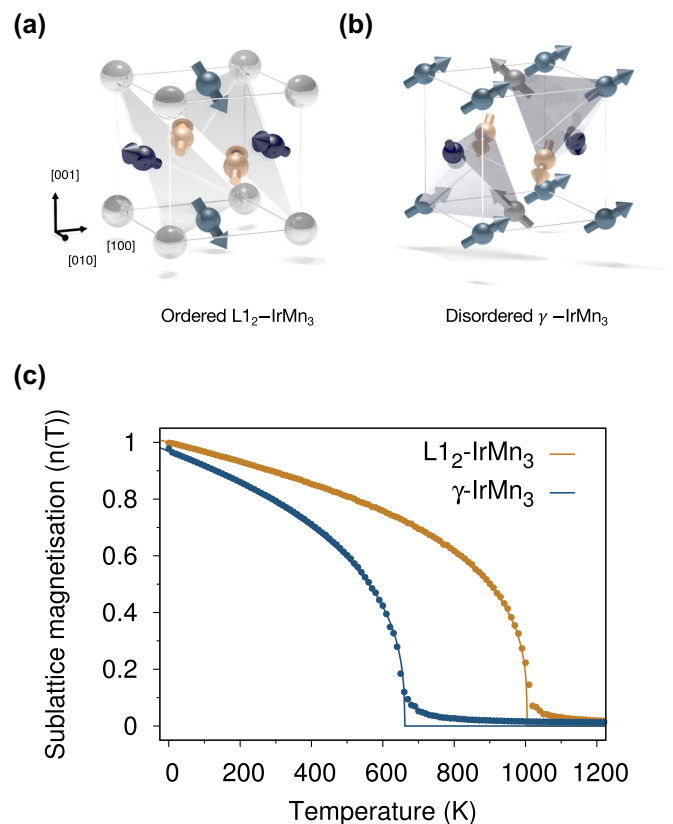 (a)
(b)
[001]
[100]
[010]
Ordered L1₂−IrMn₃
Disordered γ −IrMn₃
(c)
Sublattice magnetisation (n(T))
1
0.8
0.6
0.4
0.2
0
L1₂-IrMn₃
γ-IrMn₃
0 200 400 600 800 1000 1200
Temperature (K)